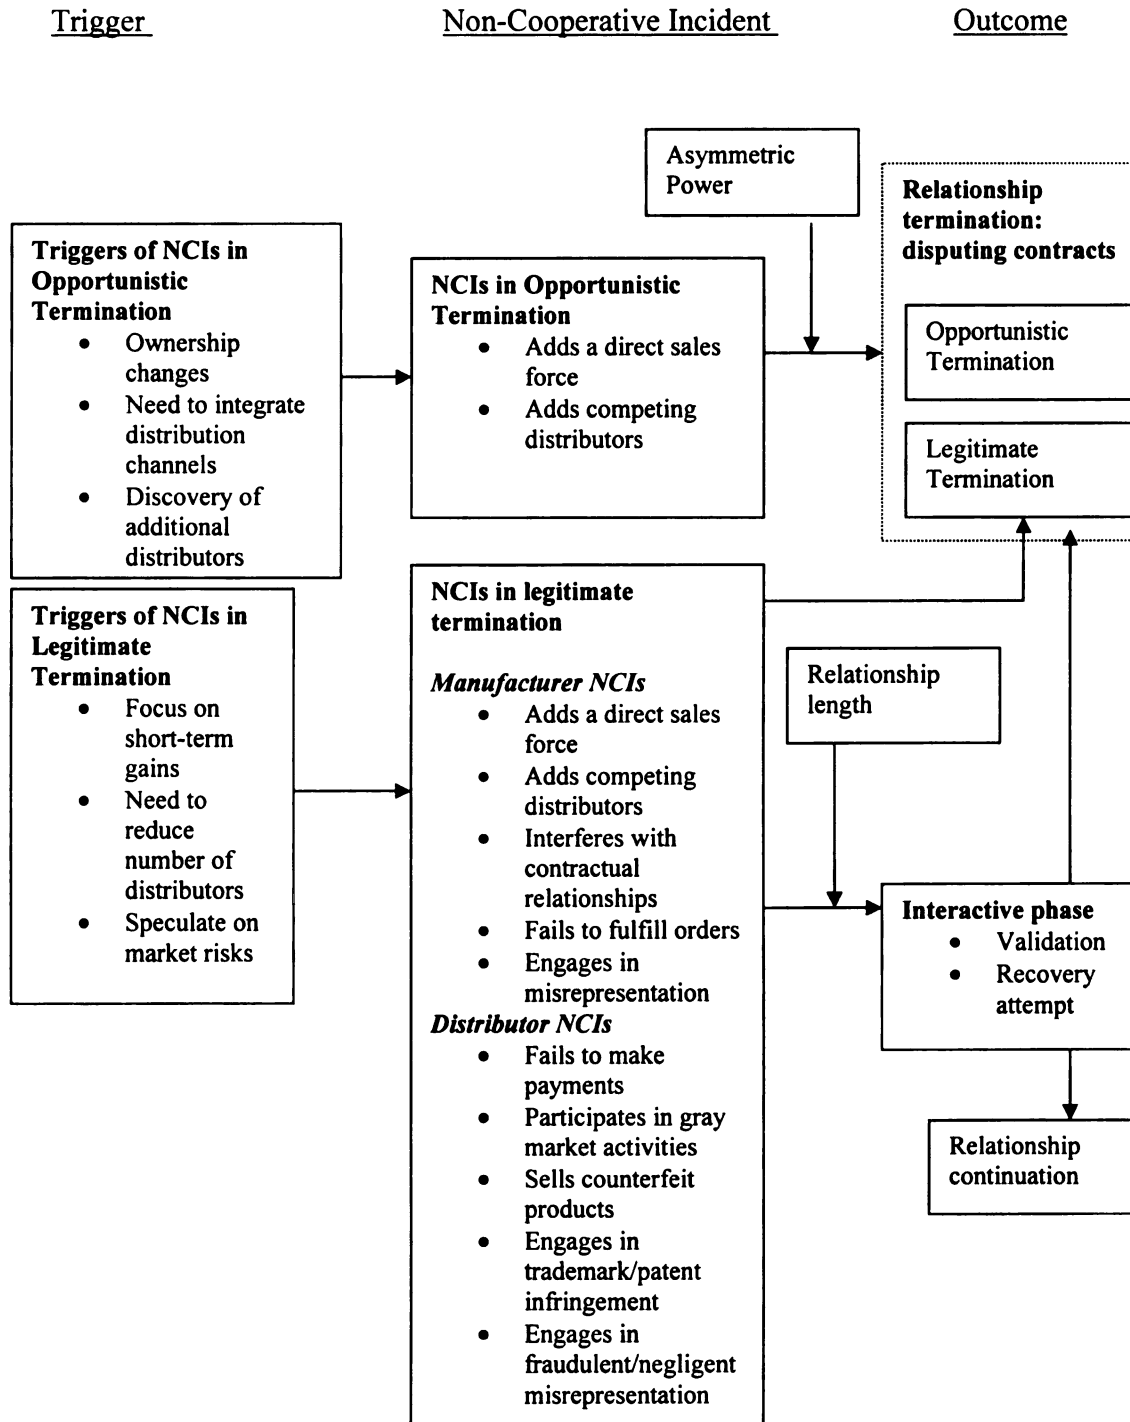 Trigger
Non-Cooperative Incident
Outcome
Asymmetric
Power
Relationship
termination:
disputing contracts
Opportunistic
Termination
Legitimate
Termination
Triggers of NCIs in
Opportunistic
Termination
• Ownership
changes
• Need to integrate
distribution
channels
• Discovery of
additional
distributors
NCIs in Opportunistic
Termination
• Adds a direct sales
force
• Adds competing
distributors
Triggers of NCIs in
Legitimate
Termination
• Focus on
short-term
gains
• Need to
reduce
number of
distributors
• Speculate on
market risks
NCIs in legitimate
termination
Manufacturer NCIs
• Adds a direct sales
force
• Adds competing
distributors
• Interferes with
contractual
relationships
• Fails to fulfill orders
• Engages in
misrepresentation
Distributor NCIs
• Fails to make
payments
• Participates in gray
market activities
• Sells counterfeit
products
• Engages in
trademark/patent
infringement
• Engages in
fraudulent/negligent
misrepresentation
Relationship
length
Interactive phase
• Validation
• Recovery
attempt
Relationship
continuation